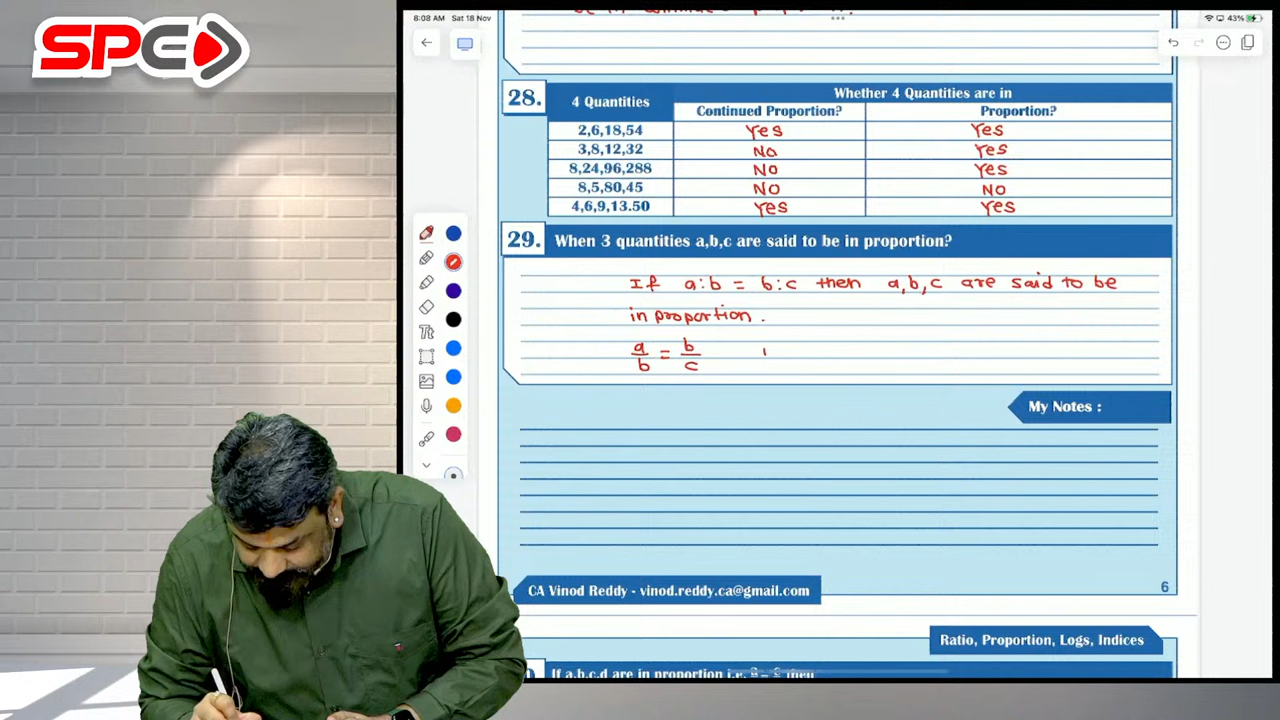 SPC
8:08 AM Sat 18 Nov
43%
28.
4 Quantities
Whether 4 Quantities are in
Continued Proportion?
Proportion?
2,6,18,54 Yes Yes
3,8,12,32 No Yes
8,24,96,288 No Yes
8,5,80,45 No No
4,6,9,13.50 Yes Yes
29. When 3 quantities a,b,c are said to be in proportion?
If a:b = b:c then a,b,c are said to be
in proportion.
a/b = b/c
My Notes :
CA Vinod Reddy - vinod.reddy.ca@gmail.com
6
Ratio, Proportion, Logs, Indices
If a,b,c,d are in proportion i.e.
then
Tt